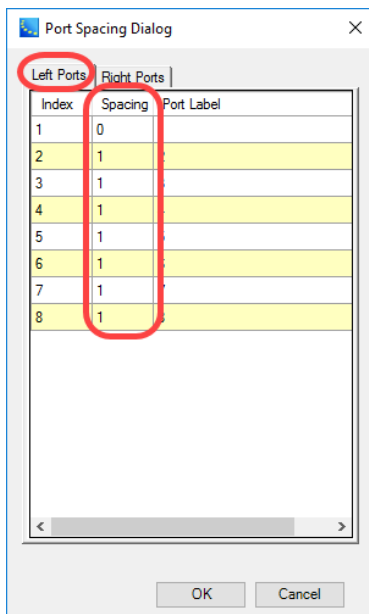 Port Spacing Dialog
Left Ports Right Ports
Index Spacing Port Label
1 0
2 1
3 1
4 1
5 1
6 1
7 1
8 1
OK Cancel